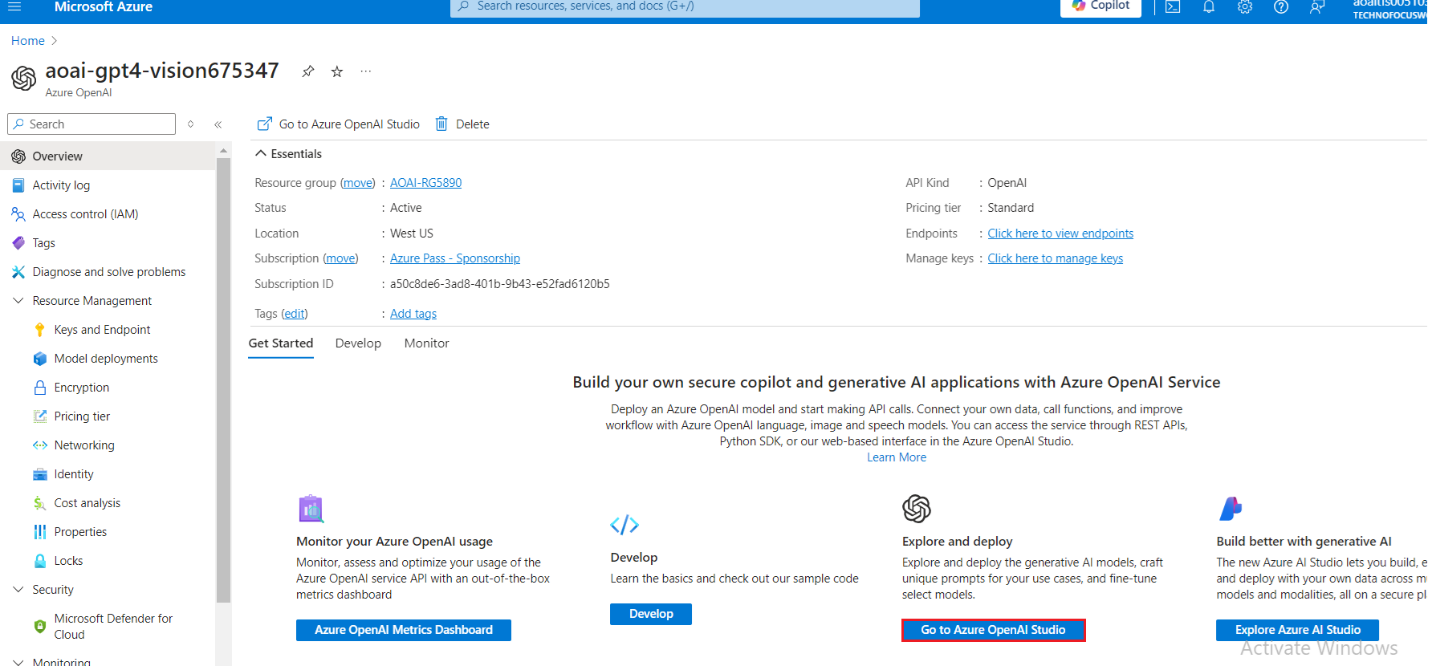 Microsoft Azure
Search resources, services, and docs (G+/)
Copilot
Home
aoai-gpt4-vision675347
Azure OpenAI
Search
Overview
Activity log
Access control (IAM)
Tags
Diagnose and solve problems
Resource Management
Keys and Endpoint
Model deployments
Encryption
Pricing tier
Networking
Identity
Cost analysis
Properties
Locks
Security
Microsoft Defender for
Cloud
Monitoring
Go to Azure OpenAI Studio Delete
Essentials
Resource group (move) : AOAI-RG5890
Status : Active
Location : West US
Subscription (move) : Azure Pass - Sponsorship
Subscription ID : a50c8de6-3ad8-401b-9b43-e52fad6120b5
Tags (edit) : Add tags
API Kind : OpenAI
Pricing tier : Standard
Endpoints : Click here to view endpoints
Manage keys : Click here to manage keys
Get Started Develop Monitor
Build your own secure copilot and generative AI applications with Azure OpenAI Service
Deploy an Azure OpenAI model and start making API calls. Connect your own data, call functions, and improve
workflow with Azure OpenAI language, image and speech models. You can access the service through REST APIs,
Python SDK, or our web-based interface in the Azure OpenAI Studio.
Learn More
Monitor your Azure OpenAI usage
Monitor, assess and optimize your usage of the
Azure OpenAI service API with an out-of-the-box
metrics dashboard
Azure OpenAI Metrics Dashboard
Develop
Learn the basics and check out our sample code
Develop
Explore and deploy
Explore and deploy the generative AI models, craft
unique prompts for your use cases, and fine-tune
select models.
Go to Azure OpenAI Studio
Build better with generative AI
The new Azure AI Studio lets you build,
and deploy with your own data across
models and modalities, all on a secure
Explore Azure AI Studio
Activate Windows